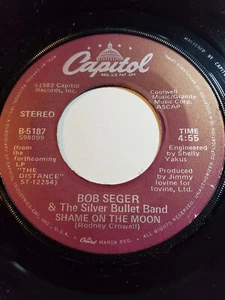 Capitol
©1982 Capitol
Records, Inc.
STEREO
B-5187
S98099
(from the
forthcoming
LP
"THE
DISTANCE"
ST-12254)
Coolwell
Music/Granite
Music Corp.
ASCAP
TIME
4:55
Engineered
by Shelly
Yakus
Produced by
Jimmy
Iovine for
Iovine, Ltd.
BOB SEGER
& The Silver Bullet Band
SHAME ON THE MOON
(Rodney Crowell)